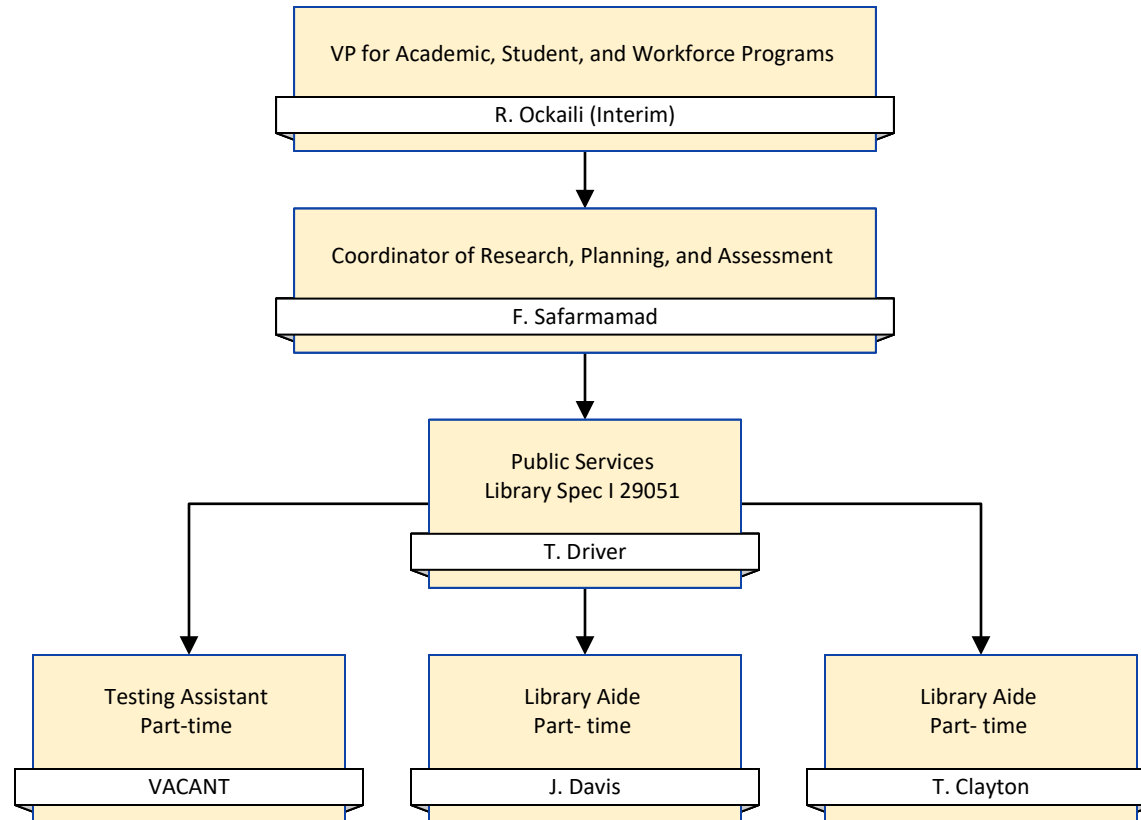 VP for Academic, Student, and Workforce Programs
R. Ockaili (Interim)
Coordinator of Research, Planning, and Assessment
F. Safarmamad
Public Services
Library Spec I 29051
T. Driver
Testing Assistant
Part-time
VACANT
Library Aide
Part- time
J. Davis
Library Aide
Part- time
T. Clayton